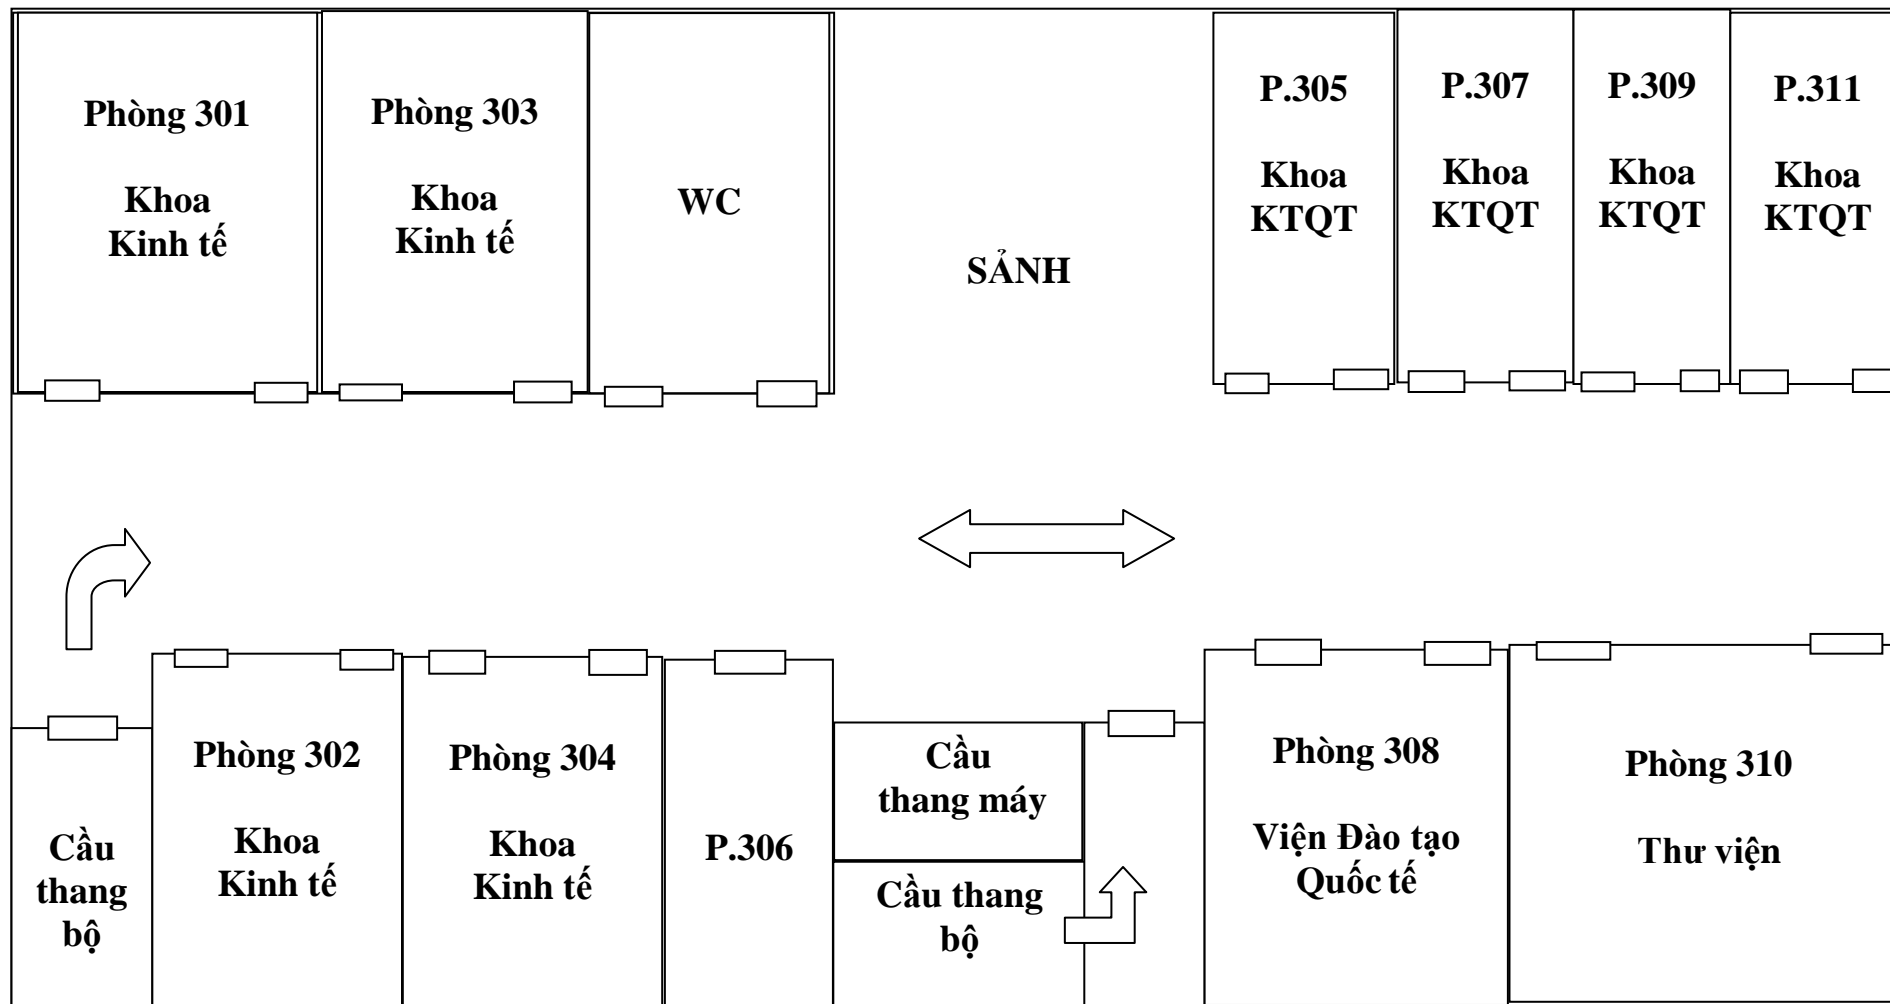 Phòng 301
Khoa
Kinh tế
Phòng 303
Khoa
Kinh tế
WC
SẢNH
P.305
Khoa
KTQT
P.307
Khoa
KTQT
P.309
Khoa
KTQT
P.311
Khoa
KTQT
Cầu
thang
bộ
Phòng 302
Khoa
Kinh tế
Phòng 304
Khoa
Kinh tế
P.306
Cầu
thang máy
Cầu thang
bộ
Phòng 308
Viện Đào tạo
Quốc tế
Phòng 310
Thư viện